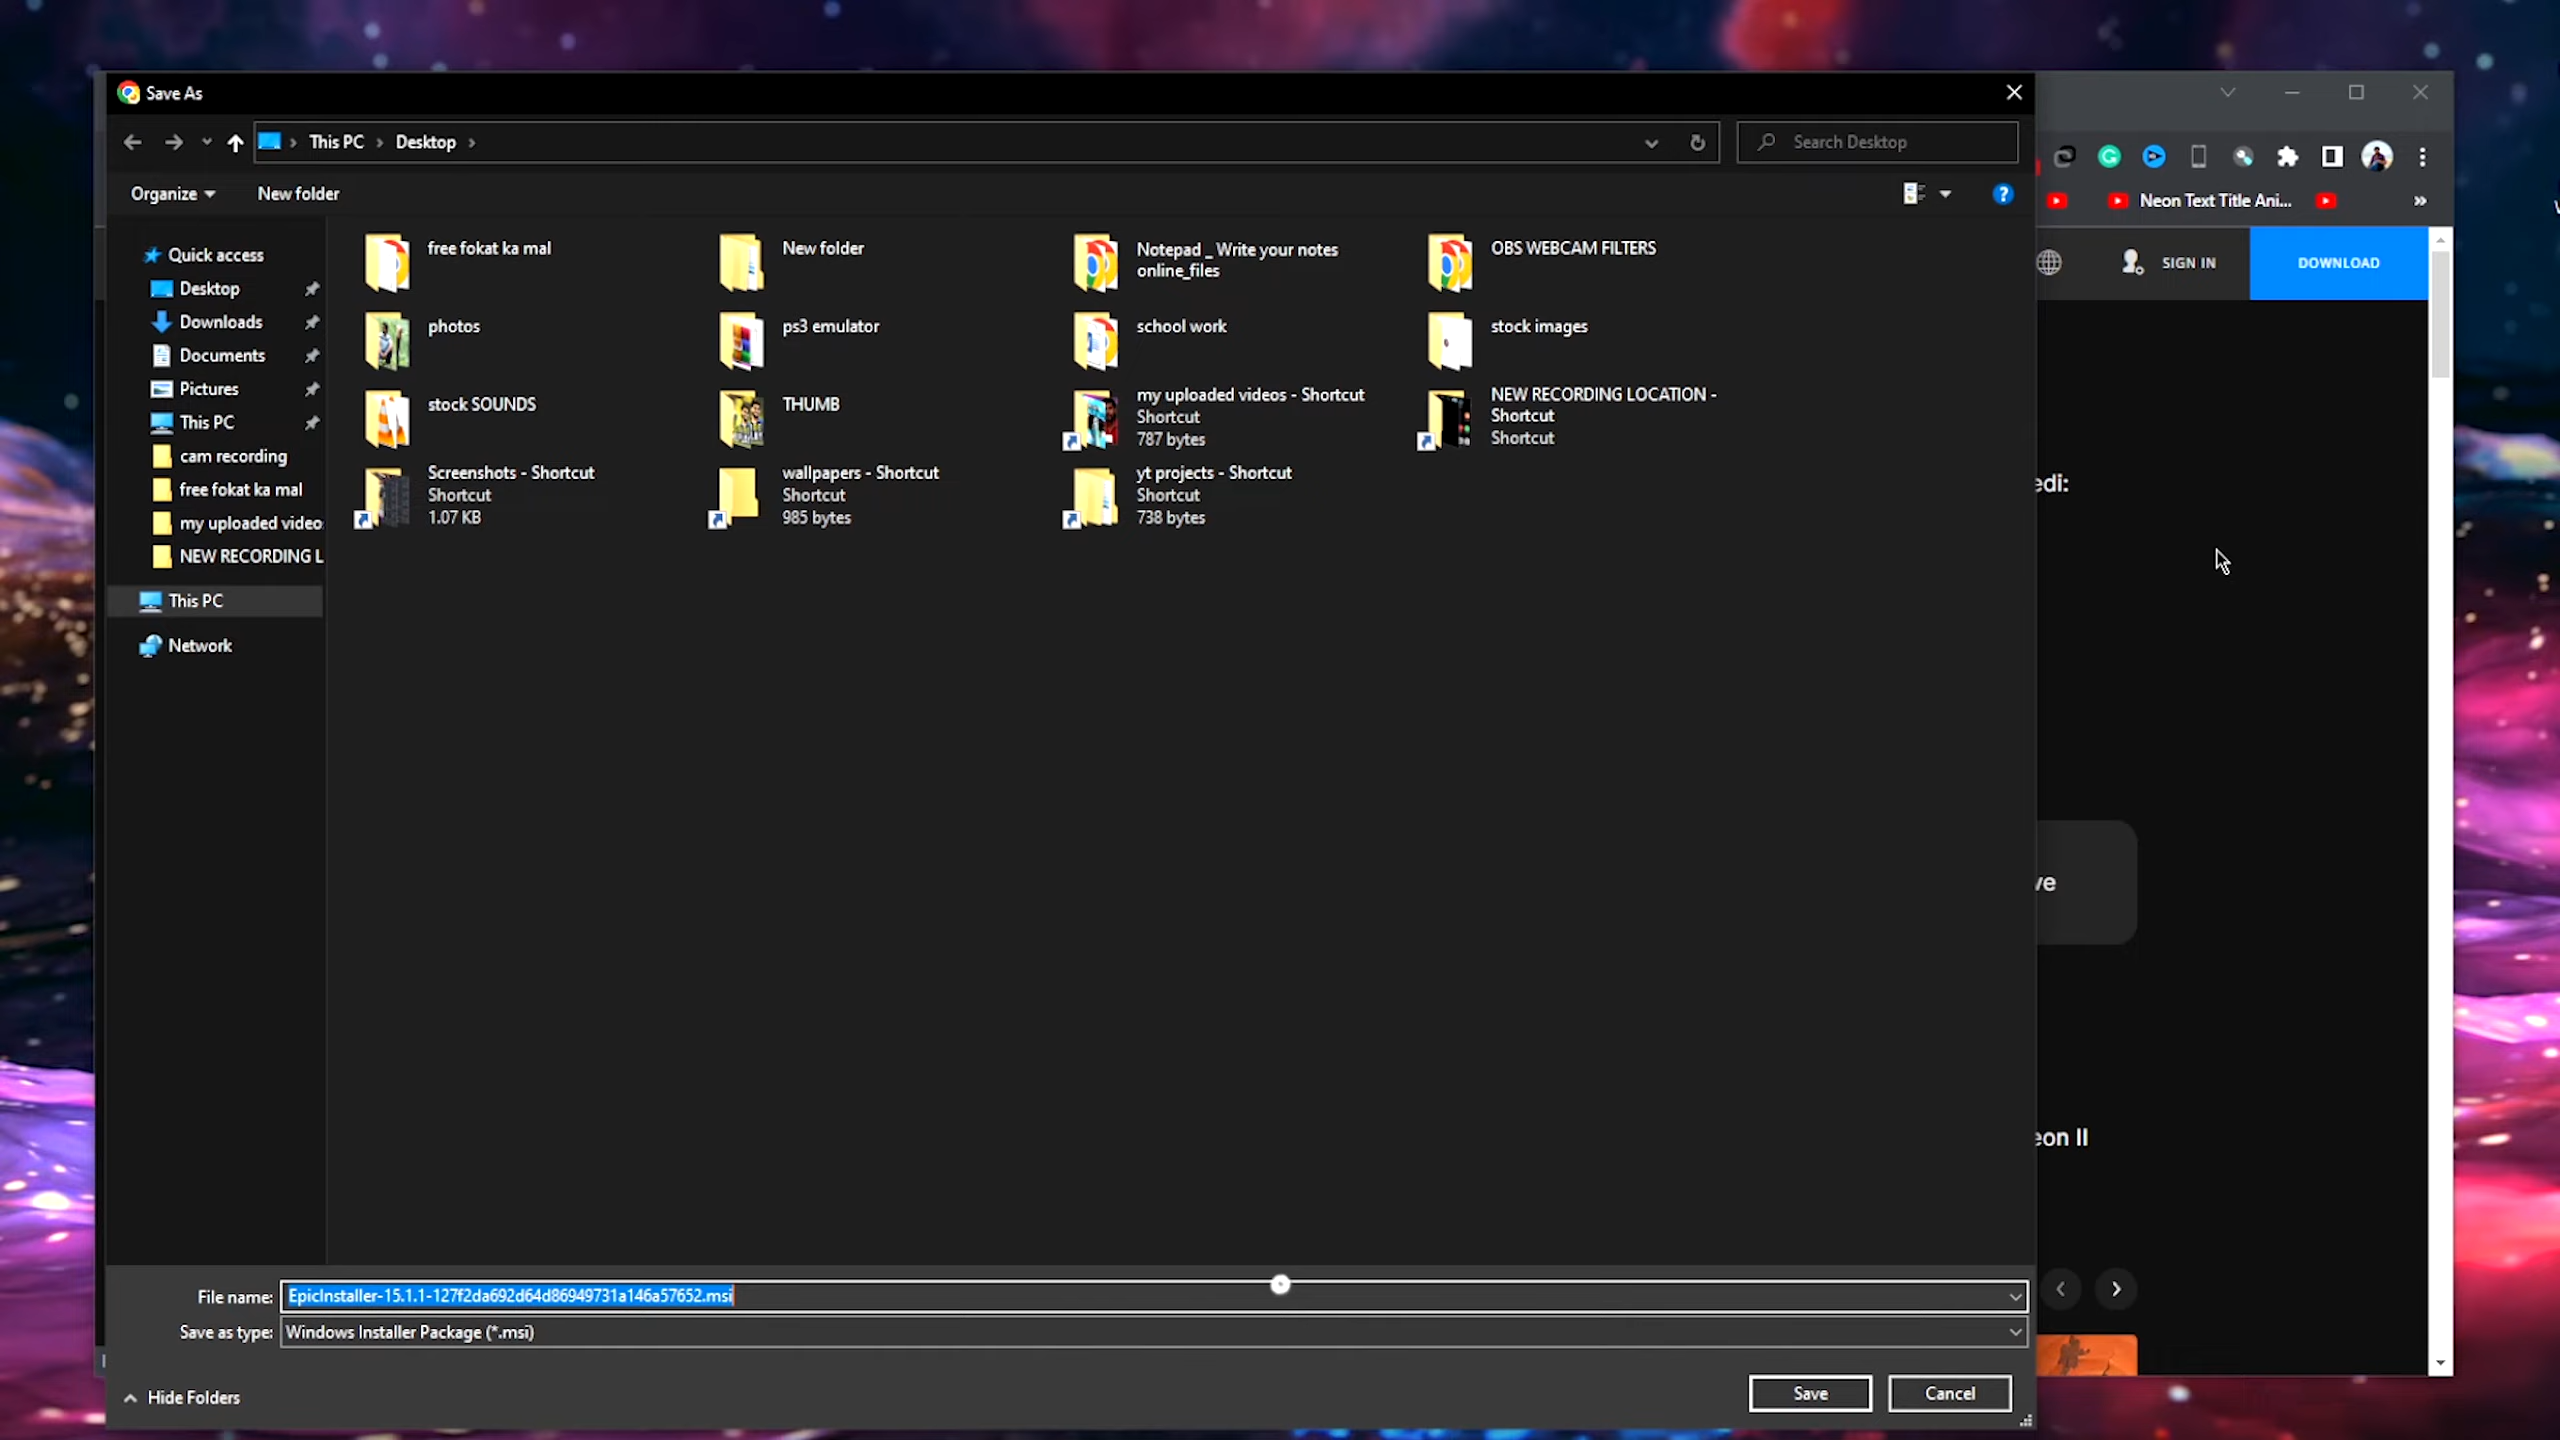 Save As
This PC
Desktop
Search Desktop
Organize
New folder
Neon Text Title Ani...
SIGN IN
DOWNLOAD
Quick access
Desktop
Downloads
Documents
Pictures
This PC
cam recording
free fokat ka mal
my uploaded video
NEW RECORDING L
This PC
Network
free fokat ka mal
New folder
Notepad _ Write your notes
online_files
OBS WEBCAM FILTERS
photos
ps3 emulator
school work
stock images
stock SOUNDS
THUMB
my uploaded videos - Shortcut
Shortcut
787 bytes
NEW RECORDING LOCATION -
Shortcut
Shortcut
Screenshots - Shortcut
Shortcut
1.07 KB
wallpapers - Shortcut
Shortcut
985 bytes
yt projects - Shortcut
Shortcut
738 bytes
edi:
ve
eon II
File name:
EpicInstaller-15.1.1-127f2da692d64d86949731a146a57652.msi
Save as type:
Windows Installer Package (*.msi)
Hide Folders
Save
Cancel